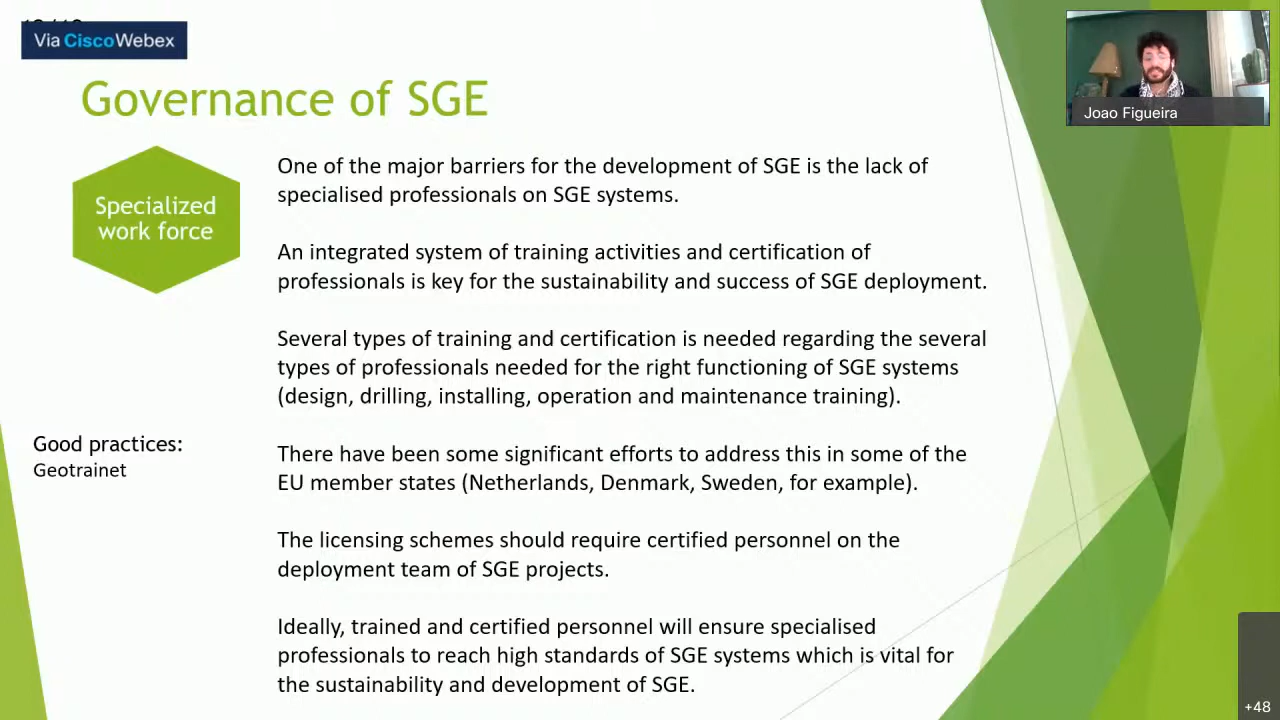 Via Cisco Webex
Joao Figueira
Governance of SGE
Specialized
work force
One of the major barriers for the development of SGE is the lack of
specialised professionals on SGE systems.
An integrated system of training activities and certification of
professionals is key for the sustainability and success of SGE deployment.
Several types of training and certification is needed regarding the several
types of professionals needed for the right functioning of SGE systems
(design, drilling, installing, operation and maintenance training).
Good practices:
Geotrainet
There have been some significant efforts to address this in some of the
EU member states (Netherlands, Denmark, Sweden, for example).
The licensing schemes should require certified personnel on the
deployment team of SGE projects.
Ideally, trained and certified personnel will ensure specialised
professionals to reach high standards of SGE systems which is vital for
the sustainability and development of SGE.
+48